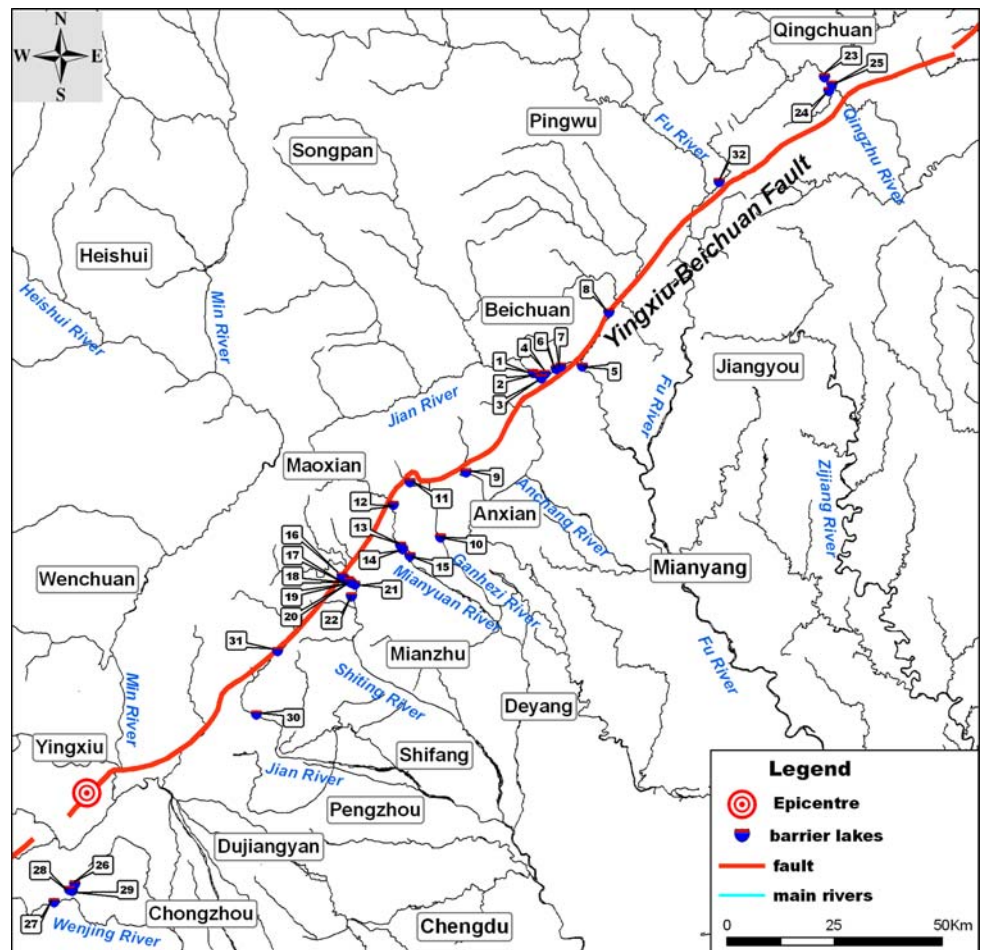 N
W E
S
Qingchuan
23
25
24
Pingwu
Fu River
Qingzhu River
32
Songpan
Yingxiu-Beichuan Fault
Heishui
Heishui River
Min River
8
Beichuan
6 7
4
1
2
3
5
Jiangyou
Fu River
Jian River
Zijiang River
Maoxian
9
11
12
Anxian
Anchang River
10
13
14
15
Ganhezi River
Mianyuan River
Mianyang
16
17
18
19
20
21
22
Wenchuan
Fu River
31
Mianzhu
Min River
Shiting River
Deyang
30
Yingxiu
Shifang
Jian River
Pengzhou
Dujiangyan
28
26
29
27
Chongzhou
Wenjing River
Chengdu
Legend
Epicentre
barrier lakes
fault
main rivers
0 25 50Km